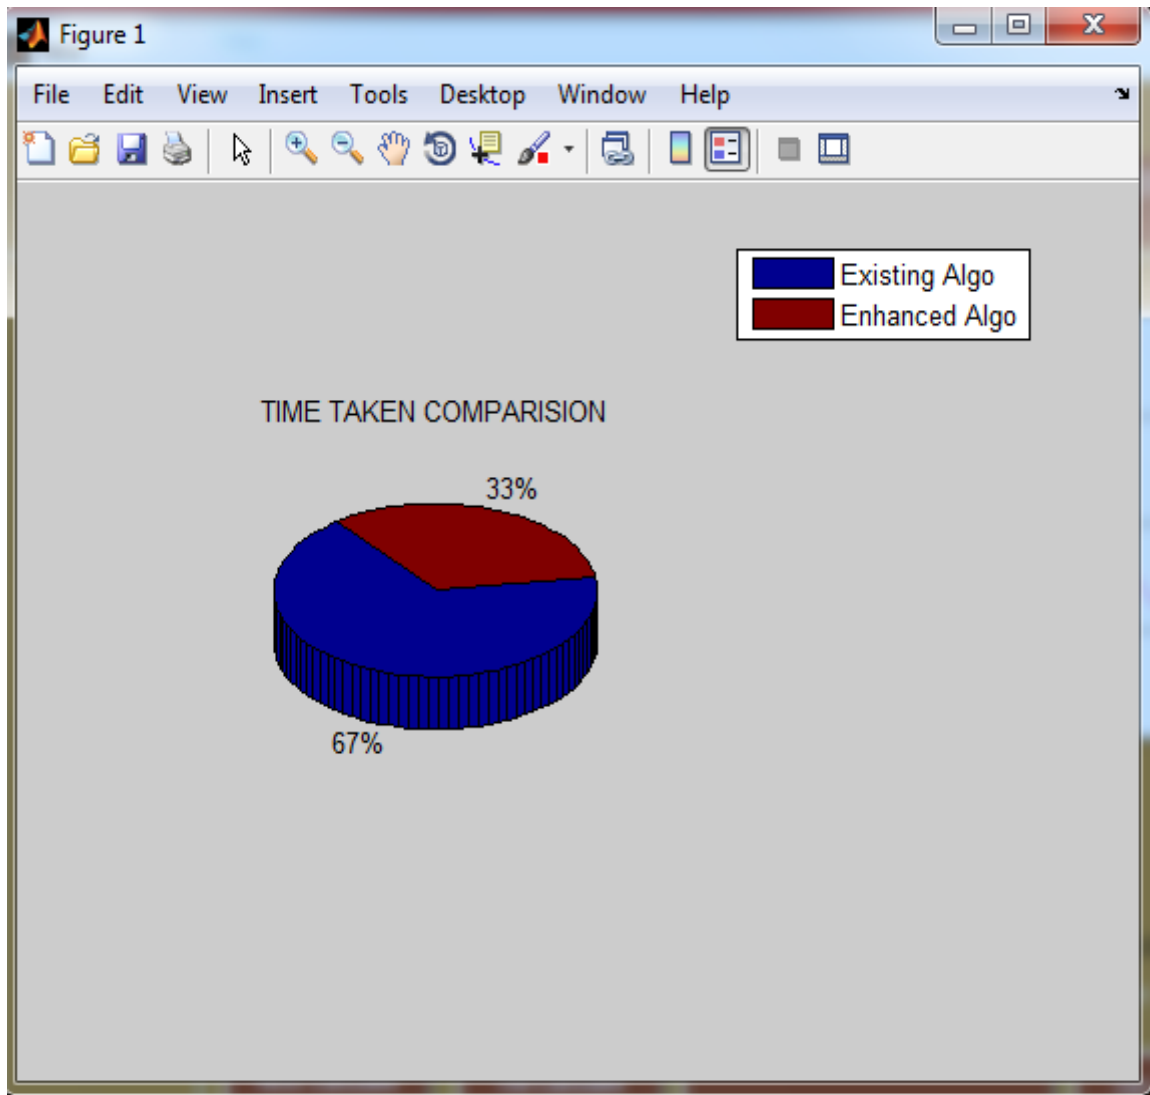 Figure 1
File Edit View Insert Tools Desktop Window Help
Existing Algo
Enhanced Algo
TIME TAKEN COMPARISION
33%
67%